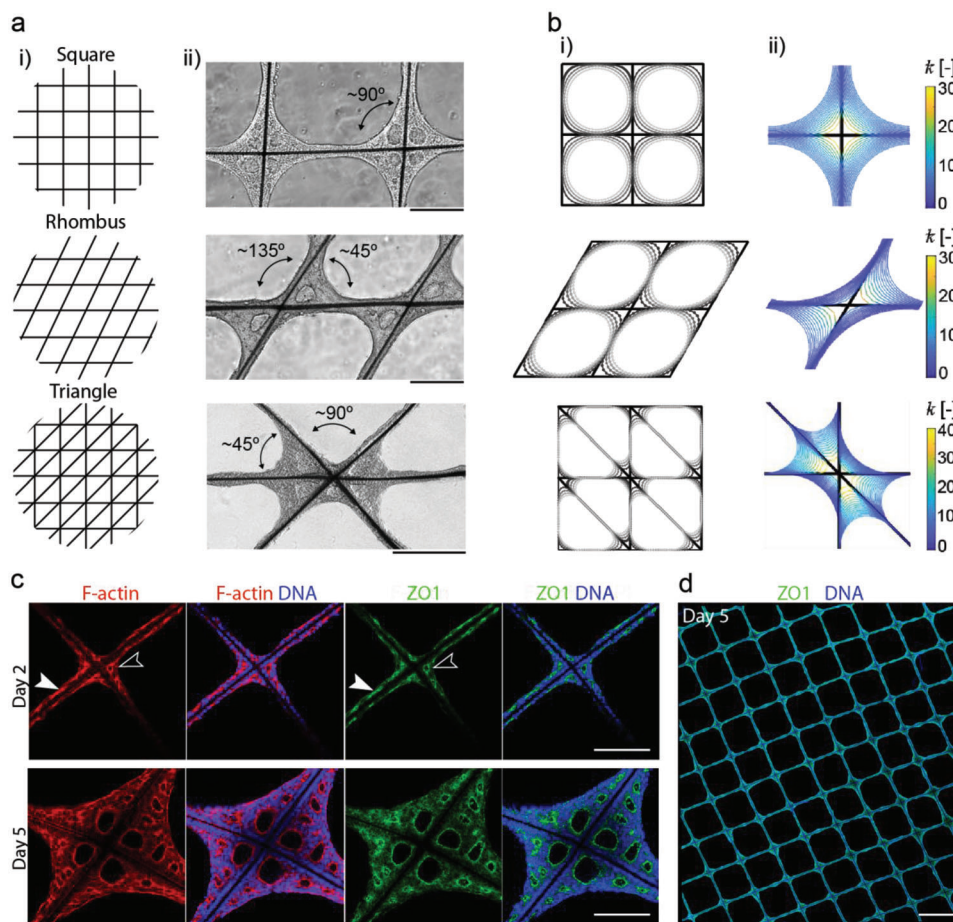 a
b
i)
ii)
i)
ii)
Square
~90º
k [-]
30
20
10
0
Rhombus
~135º
~45º
k [-]
30
20
10
0
Triangle
~45º
~90º
k [-]
40
30
20
10
0
c
d
F-actin
F-actin DNA
ZO1
ZO1 DNA
ZO1 DNA
Day 2
Day 5
Day 5